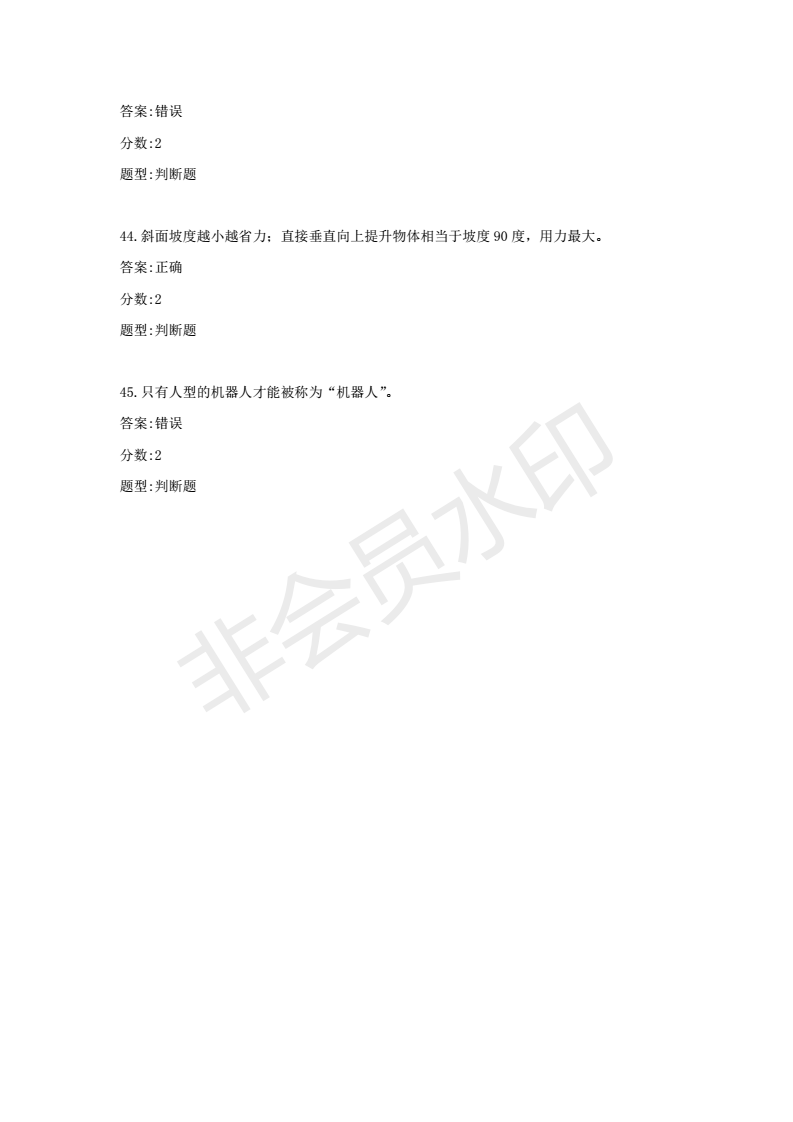 答案:错误
分数:2
题型:判断题
44.斜面坡度越小越省力；直接垂直向上提升物体相当于坡度 90 度，用力最大。
答案:正确
分数:2
题型:判断题
45.只有人型的机器人才能被称为“机器人”。
答案:错误
分数:2
题型:判断题
非会员水印